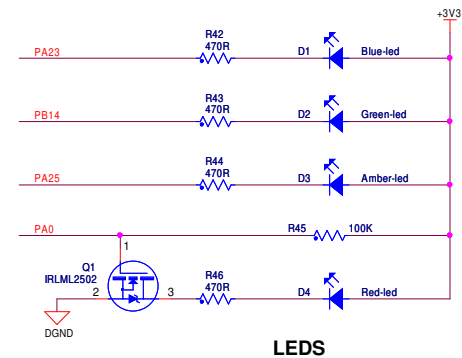 +3V3
R42
470R
PA23
D1
Blue-led
R43
470R
PB14
D2
Green-led
R44
470R
PA25
D3
Amber-led
PA0
R45
100K
1
Q1
IRLML2502
2
3
R46
470R
D4
Red-led
DGND
LEDS